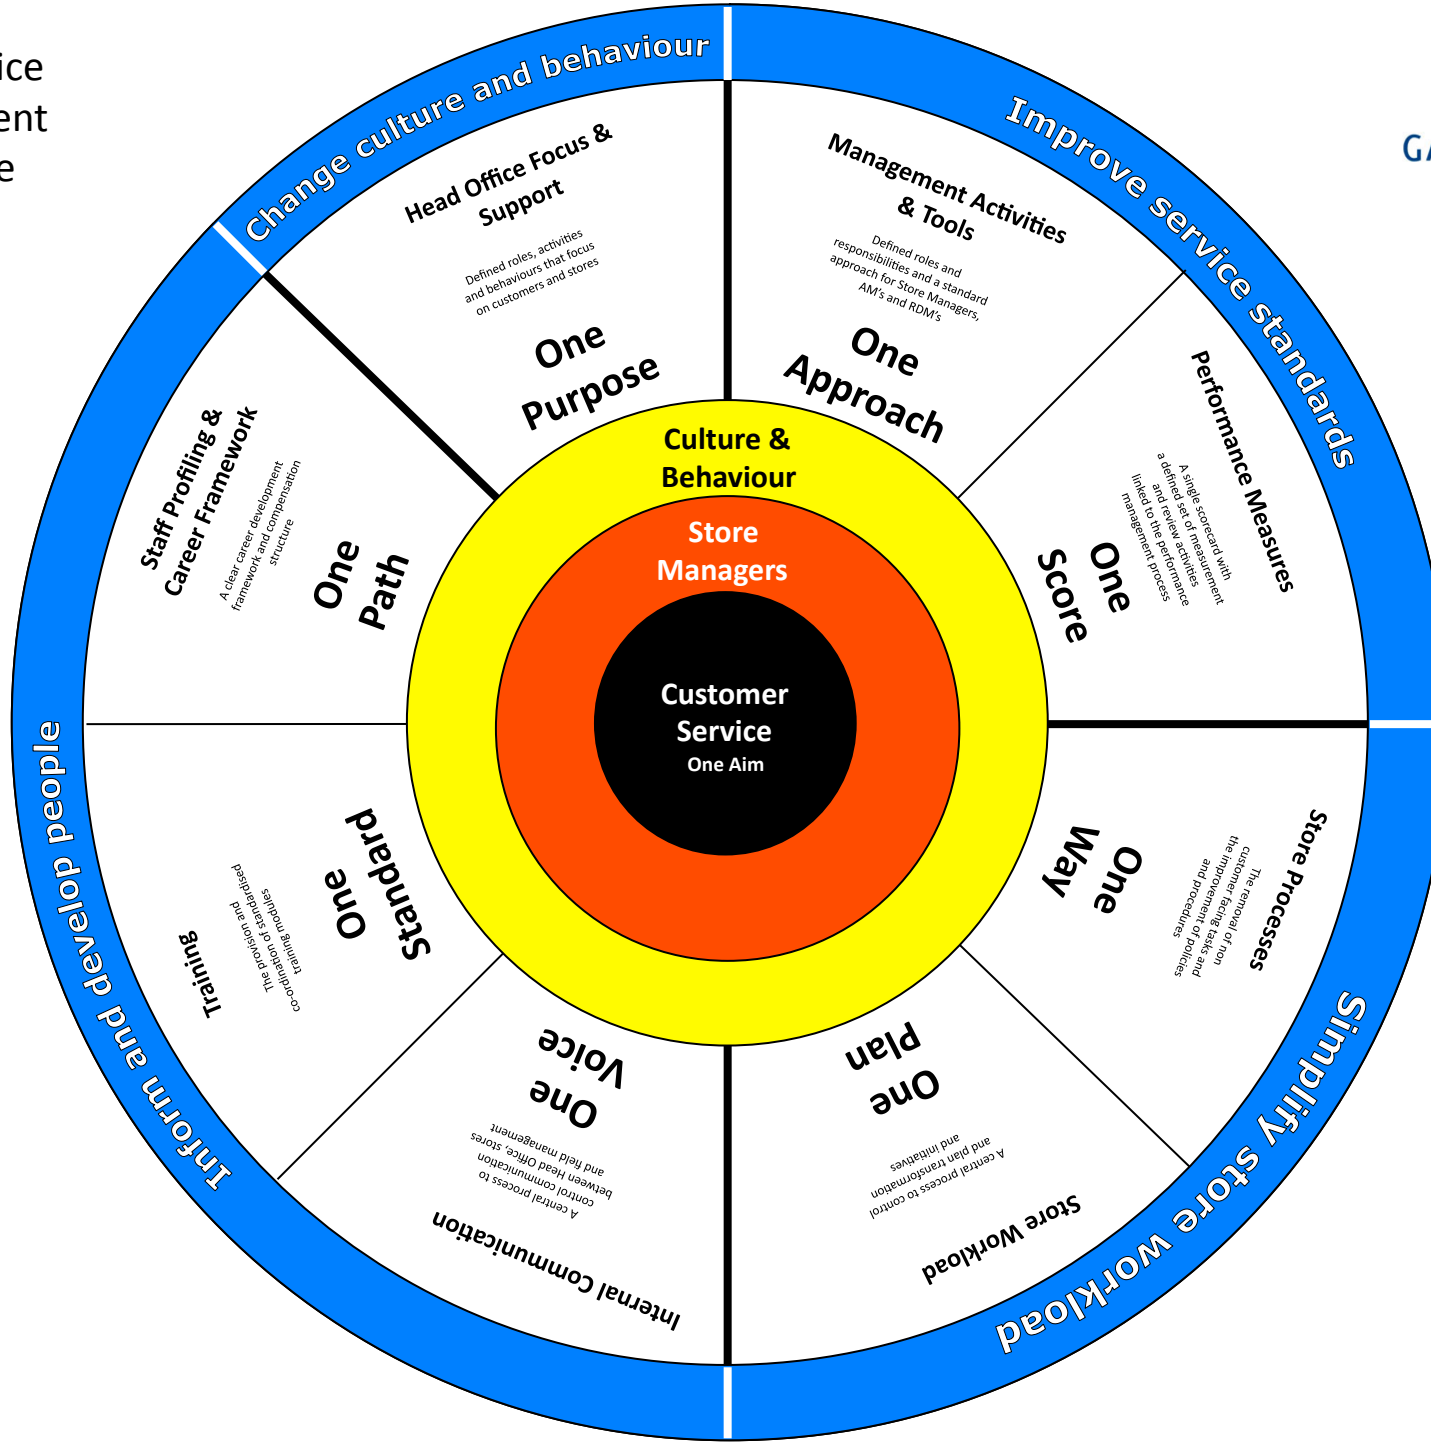 ice
ent
e
GA
Change culture and behaviour
Improve service standards
Simplify store workload
Inform and develop people
Head Office Focus &
Support
Defined roles, activities
and behaviours that focus
on customers and stores
One
Purpose
Management Activities
& Tools
Defined roles and
responsibilities and a standard
approach for Store Managers,
AM's and RDM's
One
Approach
Performance Measures
A single scorecard with
a defined set of measurement
and review activities
linked to the performance
management process
One
Score
Store Processes
The removal of non
customer facing tasks and
the improvement of policies
and procedures
One
Way
Store Workload
A central process to control
and plan transformation
and initiatives
One
Plan
Internal Communication
A central process to
control communication
between Head Office, stores
and field management
One
Voice
Training
The provision and
co-ordination of standardised
training modules
One
Standard
Staff Profiling &
Career Framework
A clear career development
framework and compensation
structure
One
Path
Culture &
Behaviour
Store
Managers
Customer
Service
One Aim